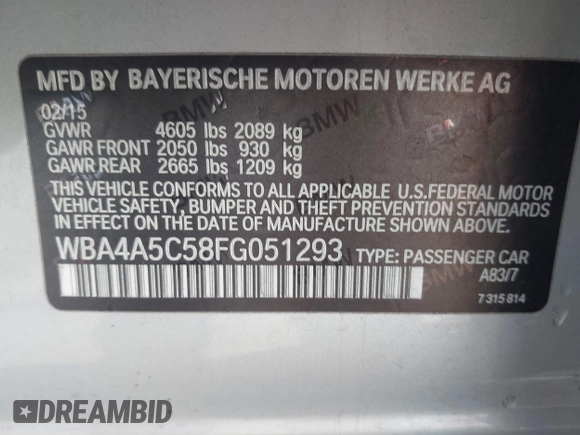 MFD BY BAYERISCHE MOTOREN WERKE AG
02/15
GVWR 4605 lbs 2089 kg
GAWR FRONT 2050 lbs 930 kg
GAWR REAR 2665 lbs 1209 kg
THIS VEHICLE CONFORMS TO ALL APPLICABLE U.S.FEDERAL MOTOR
VEHICLE SAFETY, BUMPER AND THEFT PREVENTION STANDARDS
IN EFFECT ON THE DATE OF MANUFACTURE SHOWN ABOVE.
WBA4A5C58FG051293 TYPE: PASSENGER CAR
A83/7
7 315 814
BMW
BMW
DREAMBID